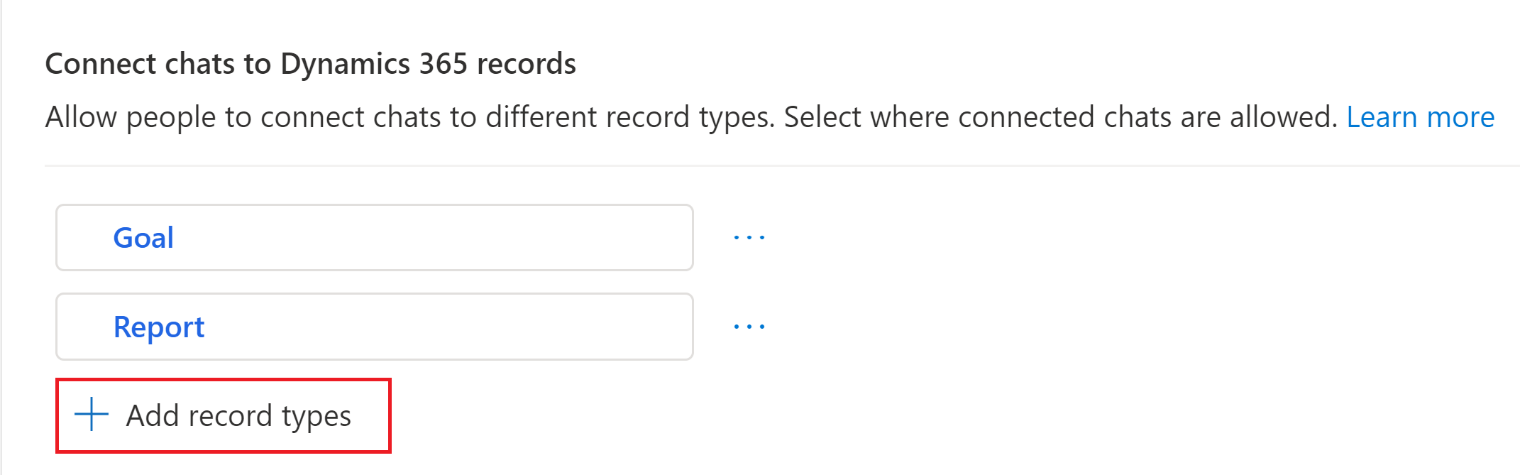 Connect chats to Dynamics 365 records
Allow people to connect chats to different record types. Select where connected chats are allowed. Learn more
Goal
...
Report
...
Add record types